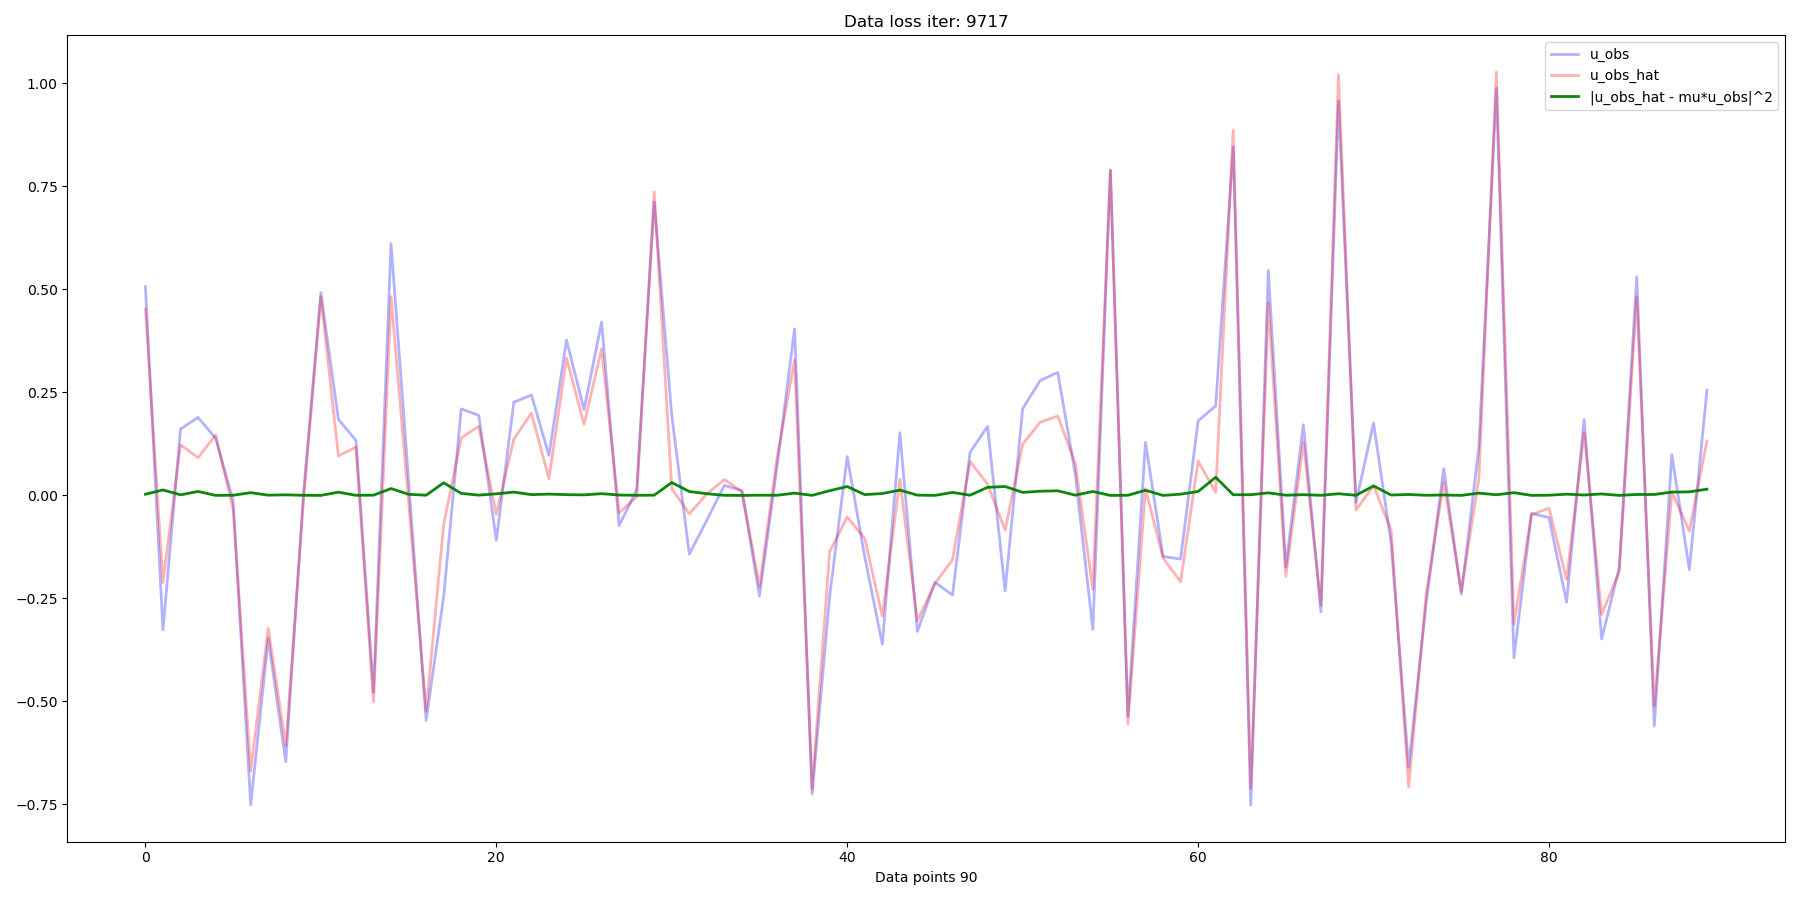 Data loss iter: 9717
u_obs
u_obs_hat
|u_obs_hat - mu*u_obs|^2
1.00
0.75
0.50
0.25
0.00
−0.25
−0.50
−0.75
0 20 40 60 80
Data points 90